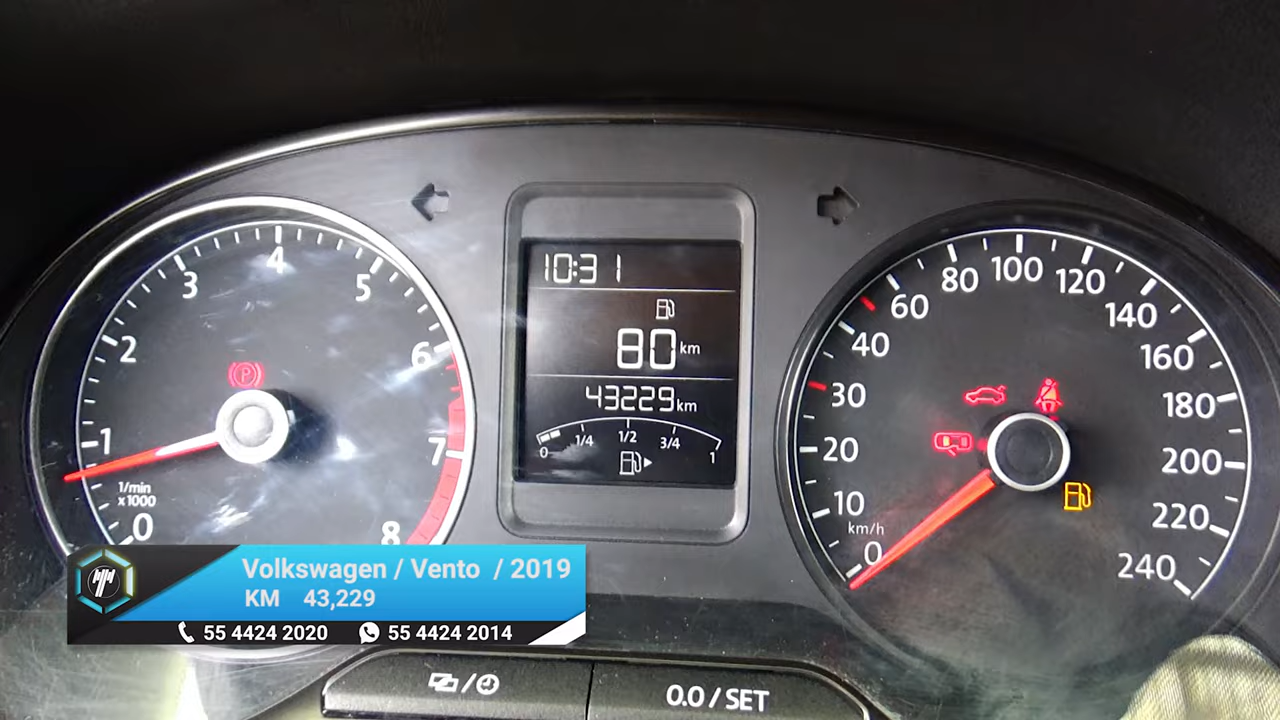 10:31
80 km
43229 km
0 1/4 1/2 3/4 1
0 1 2 3 4 5 6 7 8
1/min
x1000
P
0 10 20 30 40 60 80 100 120 140 160 180 200 220 240
km/h
Volkswagen / Vento / 2019
KM 43,229
55 4424 2020 55 4424 2014
0.0 / SET